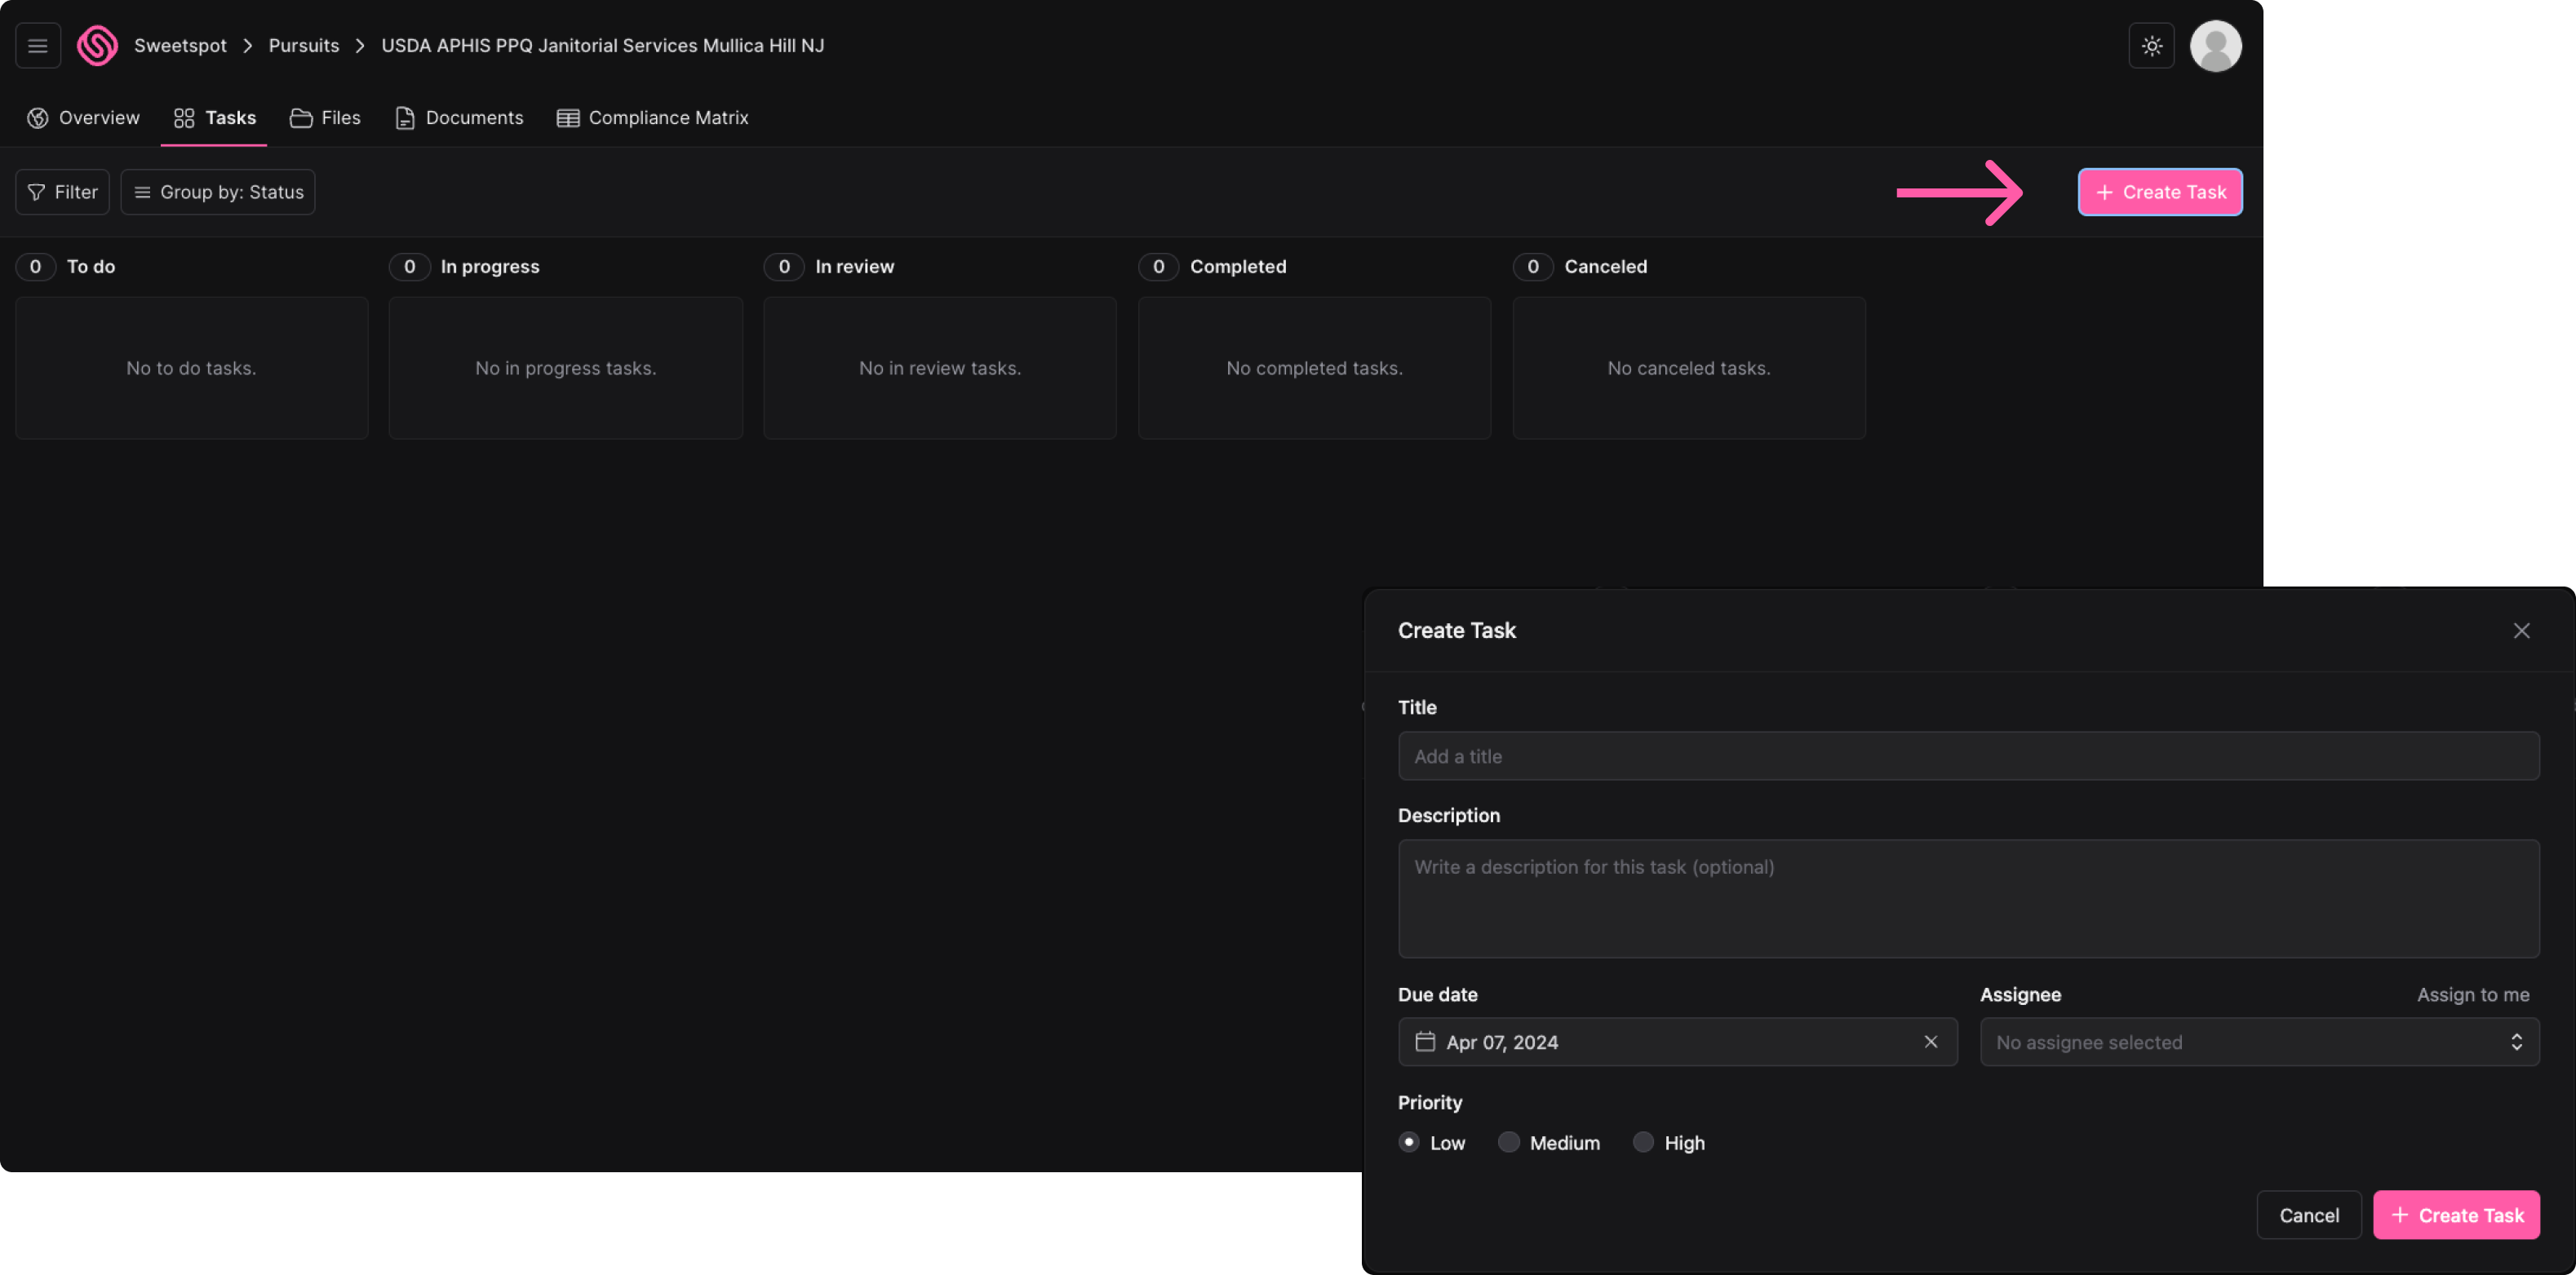 Sweetspot > Pursuits > USDA APHIS PPQ Janitorial Services Mullica Hill NJ
Overview Tasks Files Documents Compliance Matrix
Filter Group by: Status + Create Task
0 To do 0 In progress 0 In review 0 Completed 0 Canceled
No to do tasks. No in progress tasks. No in review tasks. No completed tasks. No canceled tasks.
Create Task
Title
Add a title
Description
Write a description for this task (optional)
Due date Assignee Assign to me
Apr 07, 2024 No assignee selected
Priority
Low Medium High
Cancel + Create Task